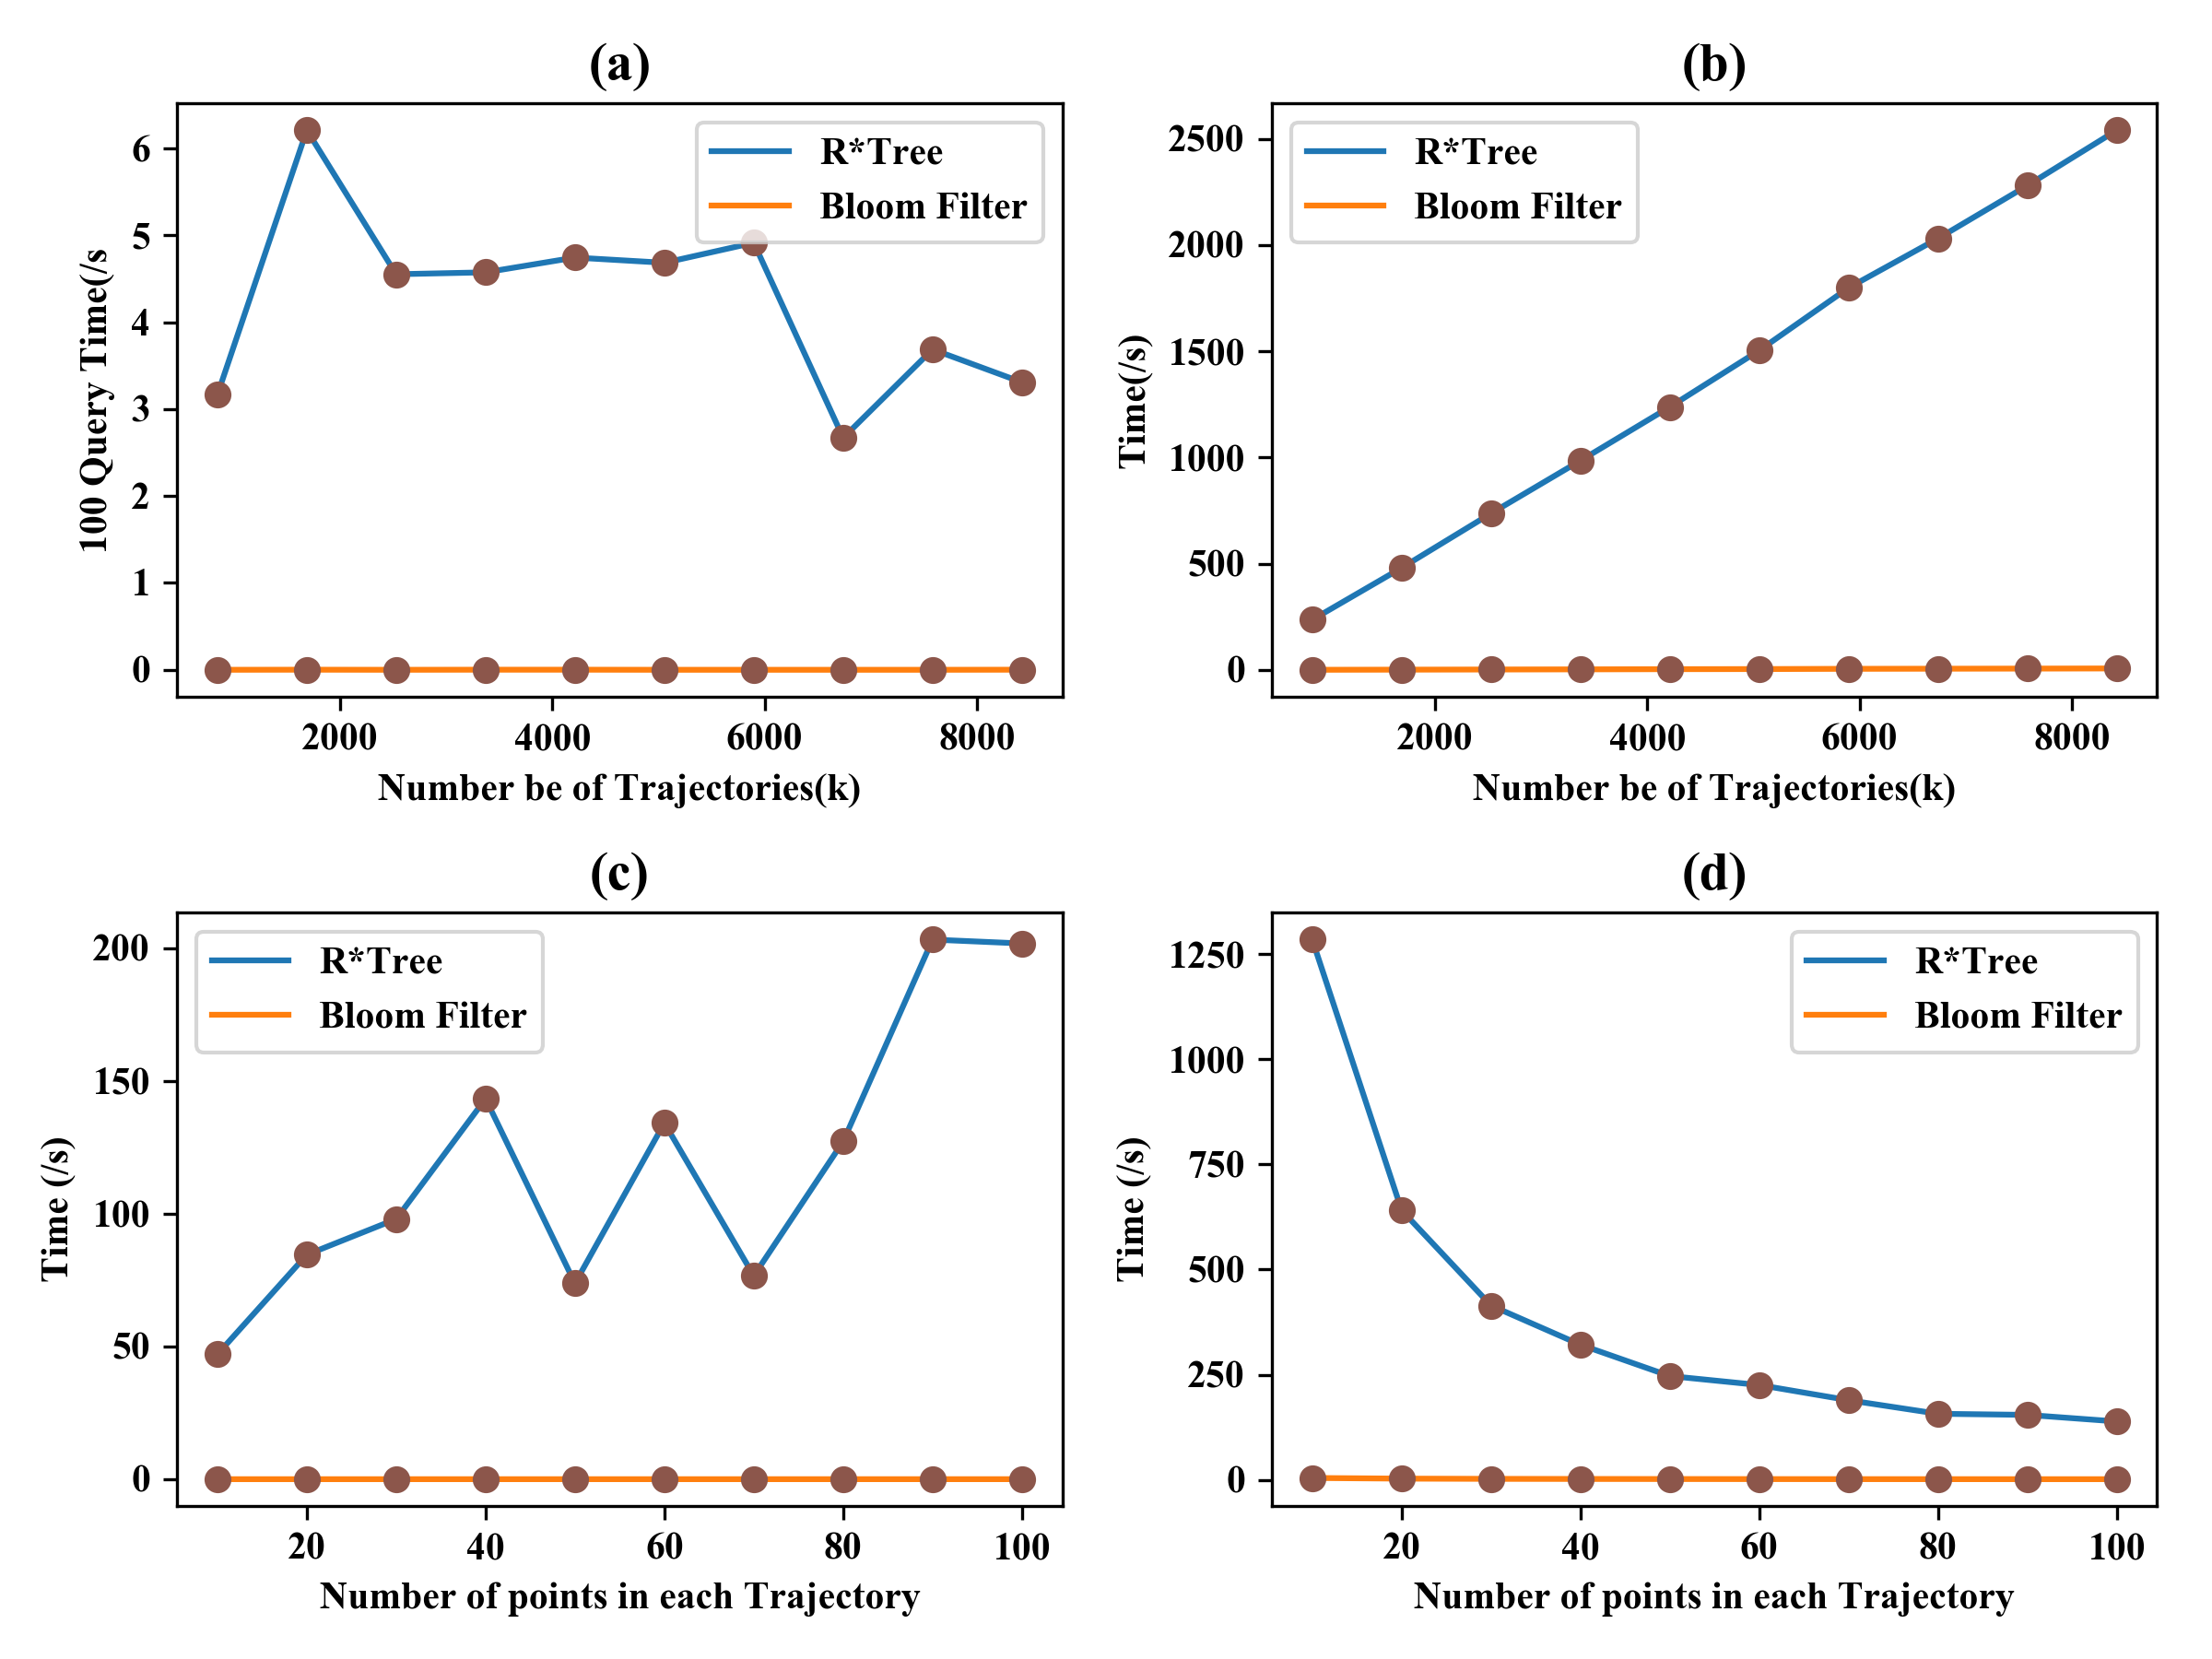 (a)
6
5
4
3
2
1
0
100 Query Time(/s
R*Tree
Bloom Filter
2000 4000 6000 8000
Number be of Trajectories(k)
(b)
2500
2000
1500
1000
500
0
Time(/s)
R*Tree
Bloom Filter
2000 4000 6000 8000
Number be of Trajectories(k)
(c)
200
150
100
50
0
Time (/s)
R*Tree
Bloom Filter
20 40 60 80 100
Number of points in each Trajectory
(d)
1250
1000
750
500
250
0
Time (/s)
R*Tree
Bloom Filter
20 40 60 80 100
Number of points in each Trajectory